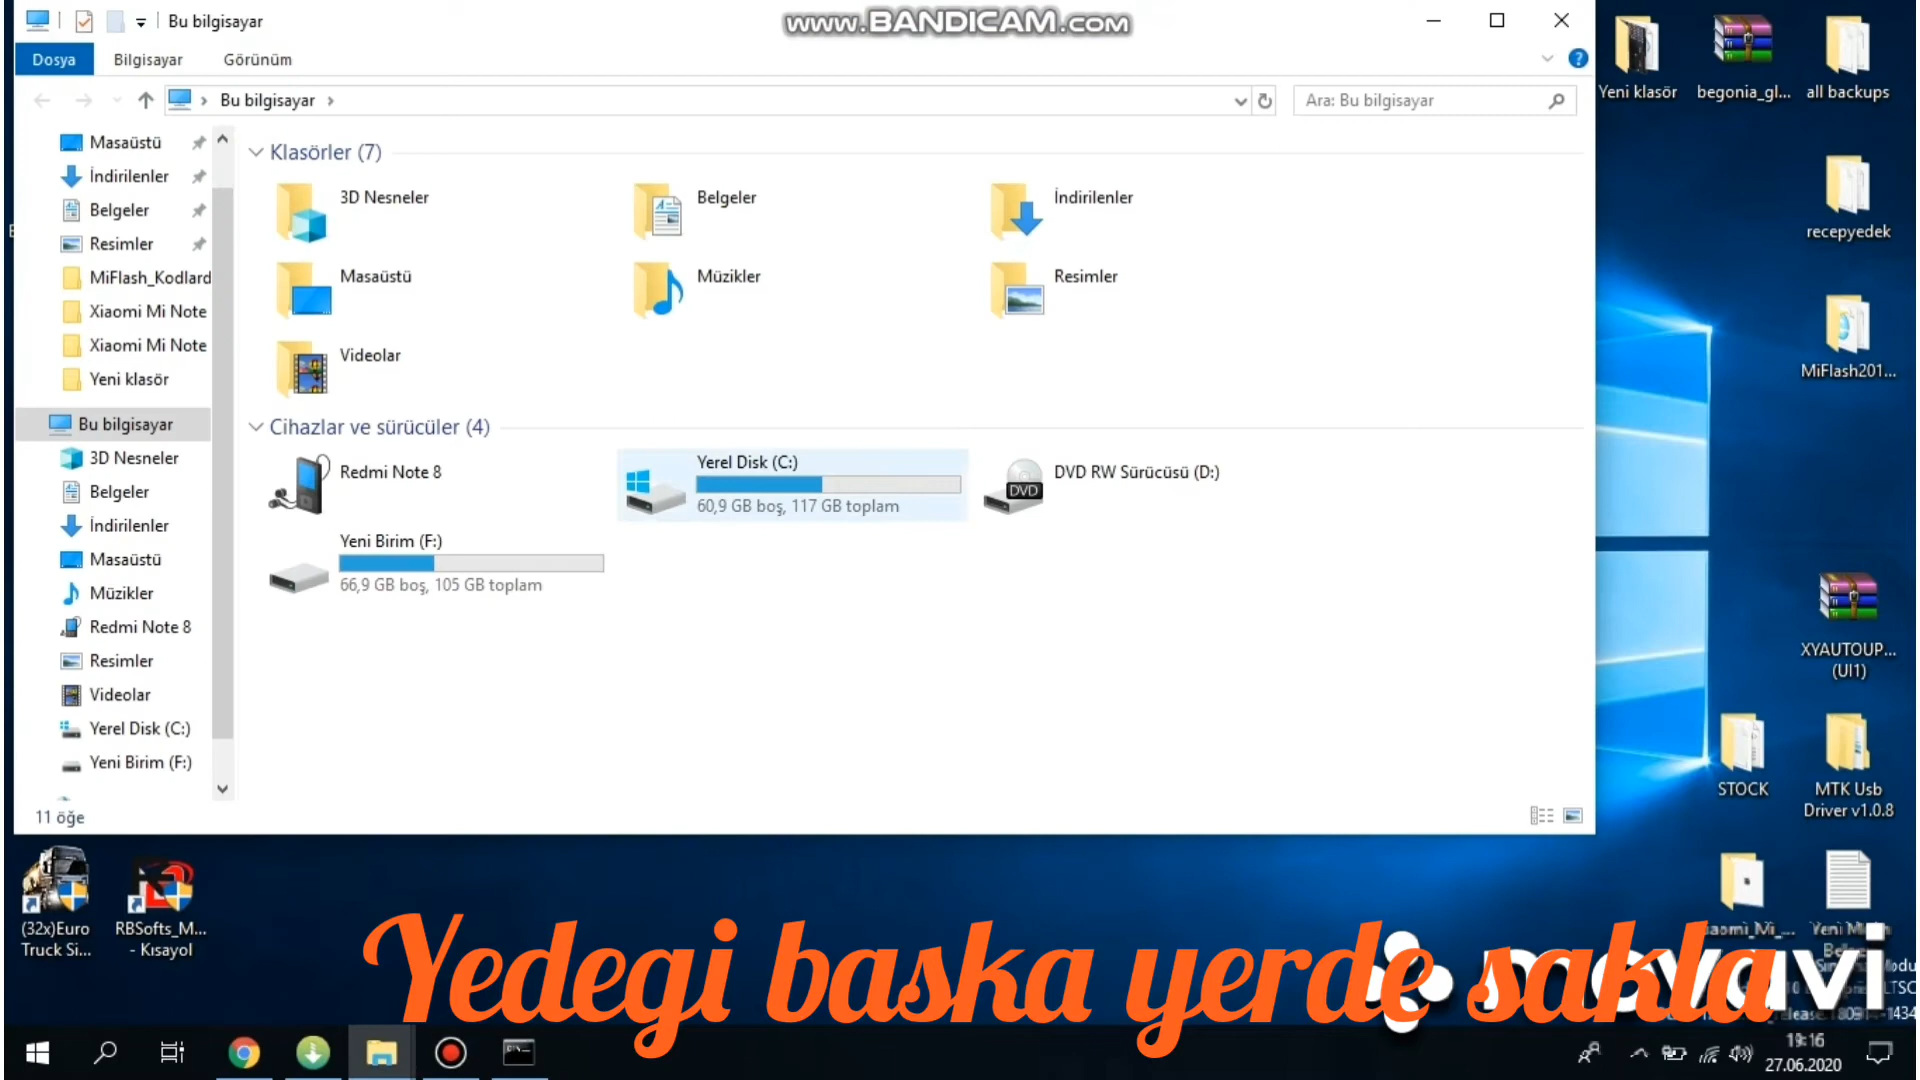 Bu bilgisayar
www.BANDICAM.com
Dosya
Bilgisayar
Görünüm
Bu bilgisayar
Ara: Bu bilgisayar
Masaüstü
İndirilenler
Belgeler
Resimler
MiFlash_Kodlard
Xiaomi Mi Note
Xiaomi Mi Note
Yeni klasör
Bu bilgisayar
3D Nesneler
Belgeler
İndirilenler
Masaüstü
Müzikler
Redmi Note 8
Resimler
Videolar
Yerel Disk (C:)
Yeni Birim (F:)
Klasörler (7)
3D Nesneler
Belgeler
İndirilenler
Masaüstü
Müzikler
Resimler
Videolar
Cihazlar ve sürücüler (4)
Redmi Note 8
Yerel Disk (C:)
60,9 GB boş, 117 GB toplam
DVD
DVD RW Sürücüsü (D:)
Yeni Birim (F:)
66,9 GB boş, 105 GB toplam
11 öğe
Yeni klasör
begonia_gl...
all backups
recepyedek
MiFlash201...
XYAUTOUP...
(UI1)
STOCK
MTK Usb
Driver v1.0.8
(32x)Euro
Truck Si...
RBSofts_M...
- Kısayol
Yedegi baska yerde sakla
movavi
19:16
27.06.2020